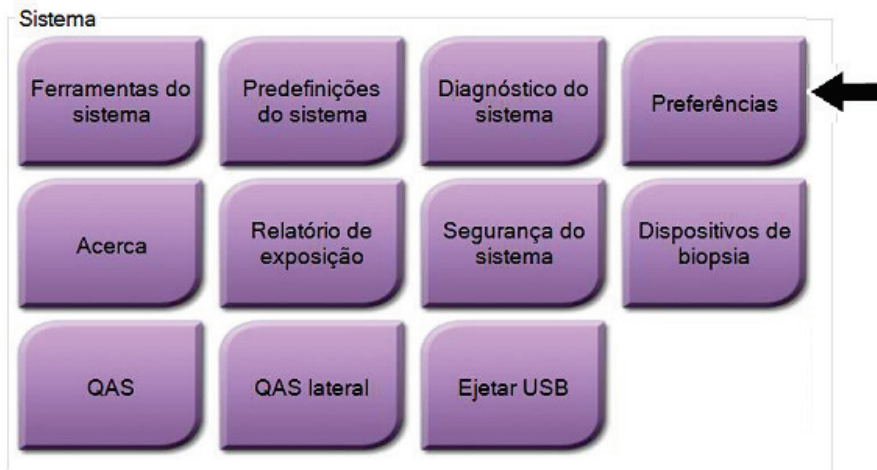 Sistema
Ferramentas do
sistema
Predefinições
do sistema
Diagnóstico do
sistema
Preferências
Acerca
Relatório de
exposição
Segurança do
sistema
Dispositivos de
biopsia
QAS
QAS lateral
Ejetar USB